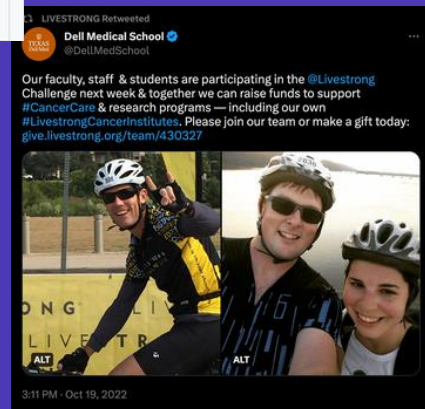 LIVESTRONG Retweeted
TEXAS
Dell Med
Dell Medical School
@DellMedSchool
Our faculty, staff & students are participating in the @Livestrong
Challenge next week & together we can raise funds to support
#CancerCare & research programs — including our own
#LivestrongCancerInstitutes. Please join our team or make a gift today:
give.livestrong.org/team/430327
ONG LIV
LIVE TR
ALT
ALT
3:11 PM · Oct 19, 2022